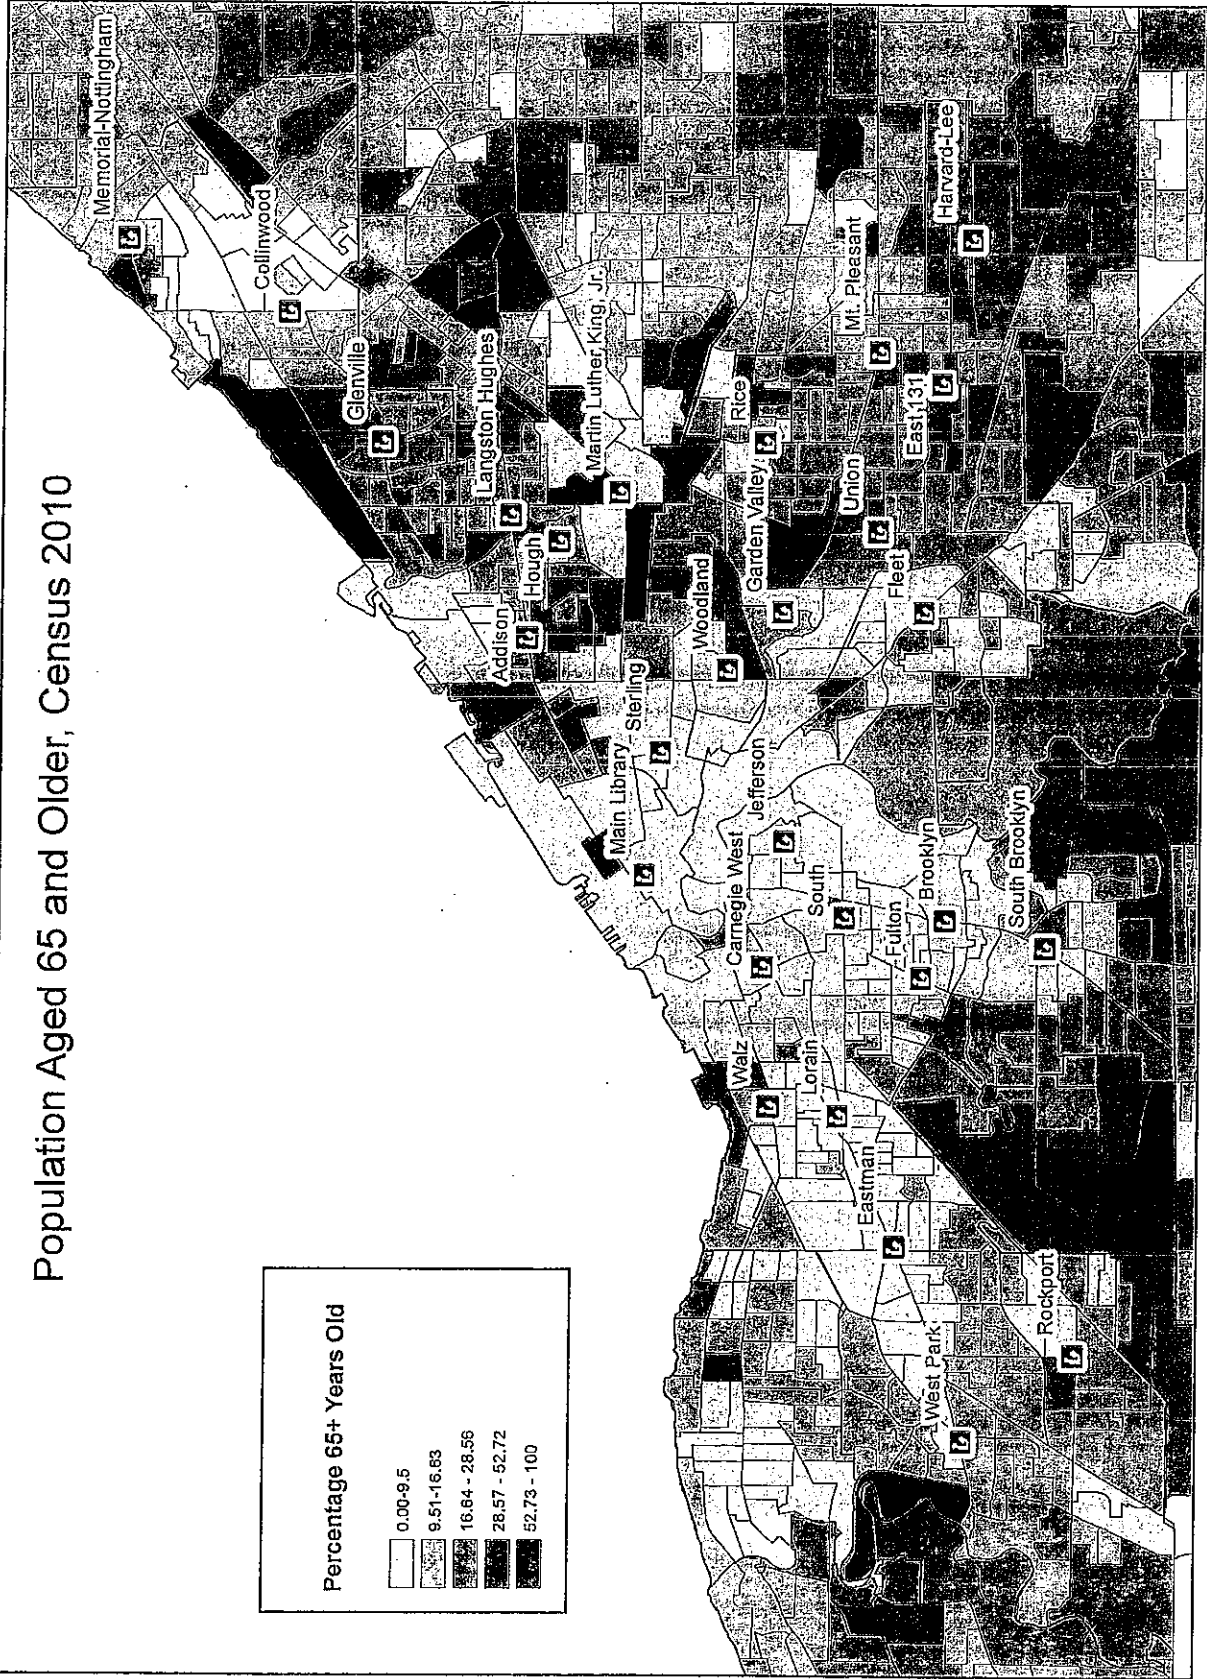 Population Aged 65 and Older, Census 2010
Percentage 65+ Years Old
0.00-9.5
9.51-16.63
16.64 - 28.56
28.57 - 52.72
52.73 - 100
Memorial-Nottingham
Collinwood
Glenville
Langston Hughes
Addison
Hough
Martin Luther King, Jr.
Main Library
Sterling
Woodland
Rice
Garden Valley
Walz
Carnegie West
Jefferson
Lorain
South
Union
Mt. Pleasant
Eastman
Fulton
Fleet
East 131
West Park
Brooklyn
Harvard-Lee
Rockport
South Brooklyn